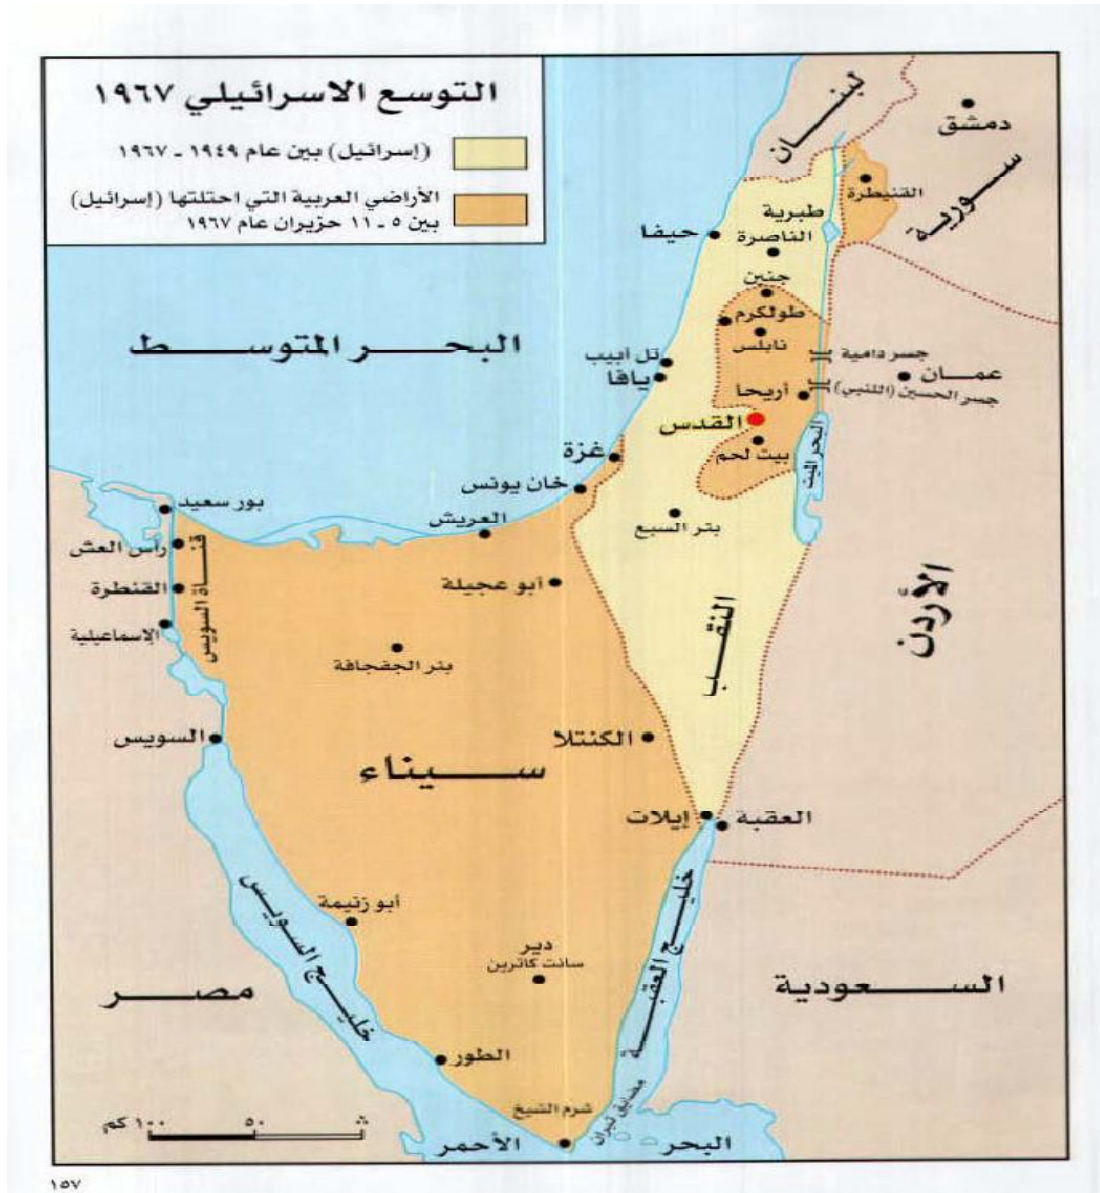 التوسع الاسرائيلي ١٩٦٧
(إسرائيل) بين عام ١٩٤٩ - ١٩٦٧
الأراضي العربية التي احتلتها (إسرائيل)
بين ٥ - ١١ حزيران عام ١٩٦٧
لبنان
دمشق
سورية
القنيطرة
طبرية
حيفا
الناصرة
جنين
طولكرم
نابلس
البحر المتوسط
تل أبيب
يافا
جسر دامية
عمان
جسر الحسين (اللنبي)
أريحا
القدس
البحر الميت
بيت لحم
غزة
خان يونس
بور سعيد
العريش
بئر السبع
رأس العش
قناة السويس
أبو عجيلة
القنطرة
الأردن
النقب
الإسماعيلية
بئر الجفجافة
السويس
الكنتلا
سيناء
إيلات
العقبة
خليج السويس
أبو زنيمة
خليج العقبة
دير
سانت كاترين
مصر
السعودية
الطور
مضايق تيران
شرم الشيخ
١٠٠ كم
٥٠
البحر
الأحمر
١٥٧